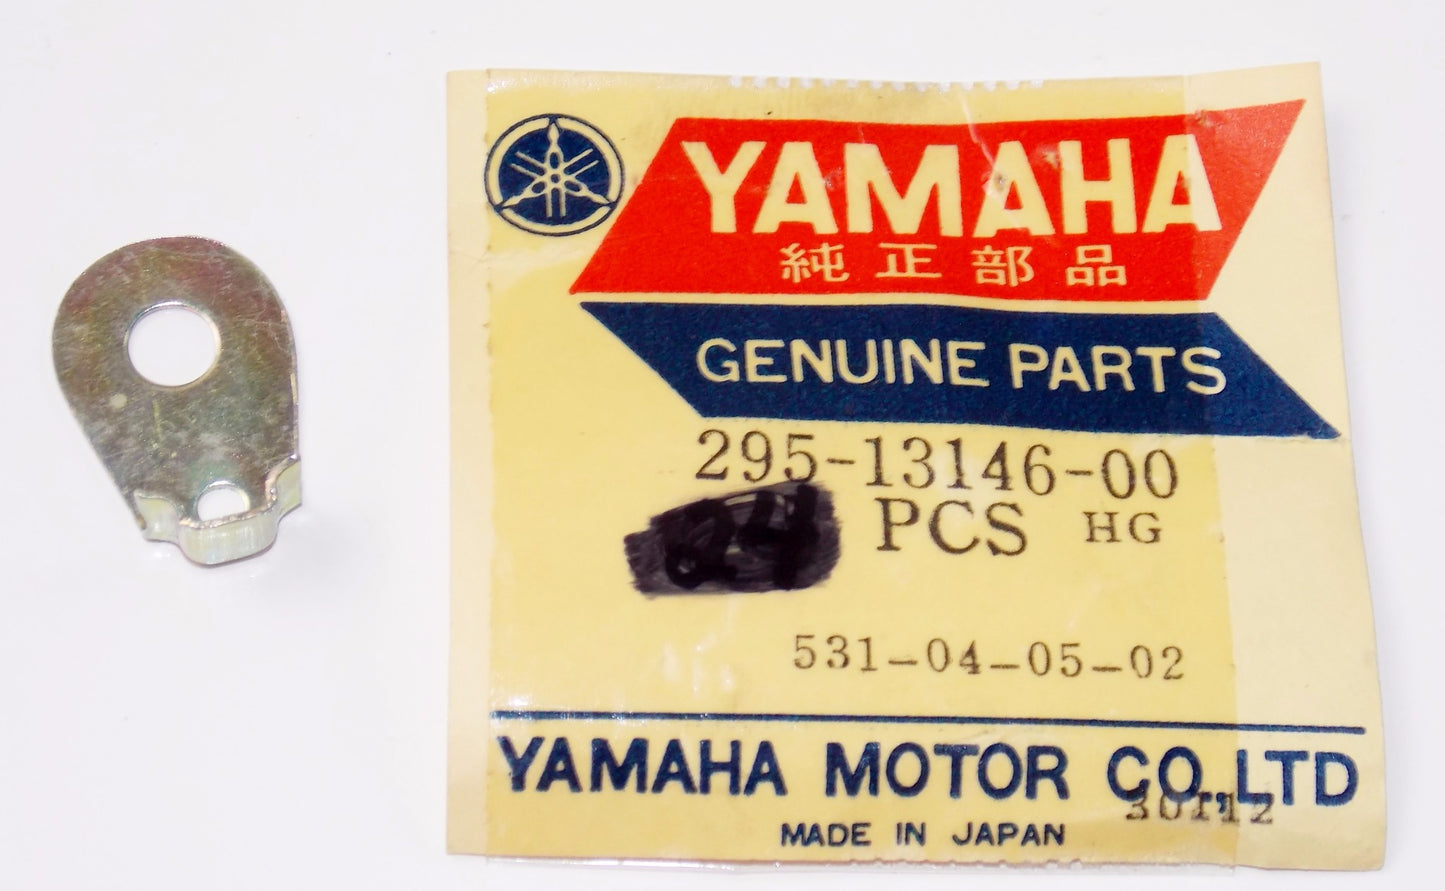 YAMAHA
純正部品
GENUINE PARTS
295-13146-00
PCS HG
531-04-05-02
YAMAHA MOTOR CO.,LTD
MADE IN JAPAN